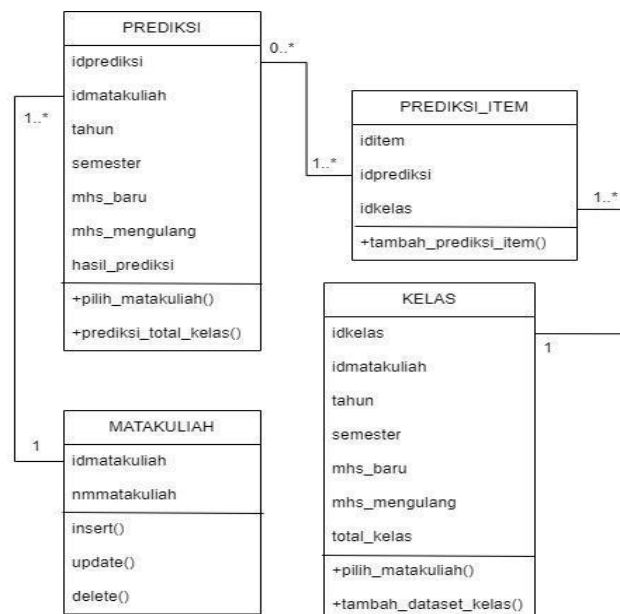 PREDIKSI
idprediksi
idmatakuliah
tahun
semester
mhs_baru
mhs_mengulang
hasil_prediksi
+pilih_matakuliah()
+prediksi_total_kelas()
0..*
1..*
1..*
PREDIKSI_ITEM
iditem
idprediksi
idkelas
+tambah_prediksi_item()
1..*
KELAS
idkelas
idmatakuliah
tahun
semester
mhs_baru
mhs_mengulang
total_kelas
+pilih_matakuliah()
+tambah_dataset_kelas()
1
MATAKULIAH
idmatakuliah
nmmatakuliah
insert()
update()
delete()
1